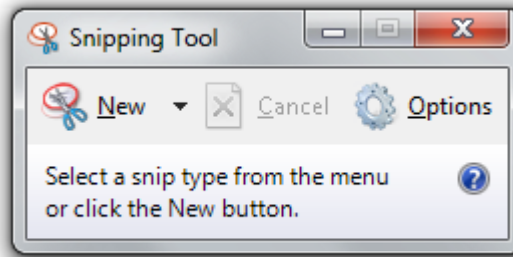 Snipping Tool
New Cancel Options
Select a snip type from the menu
or click the New button.